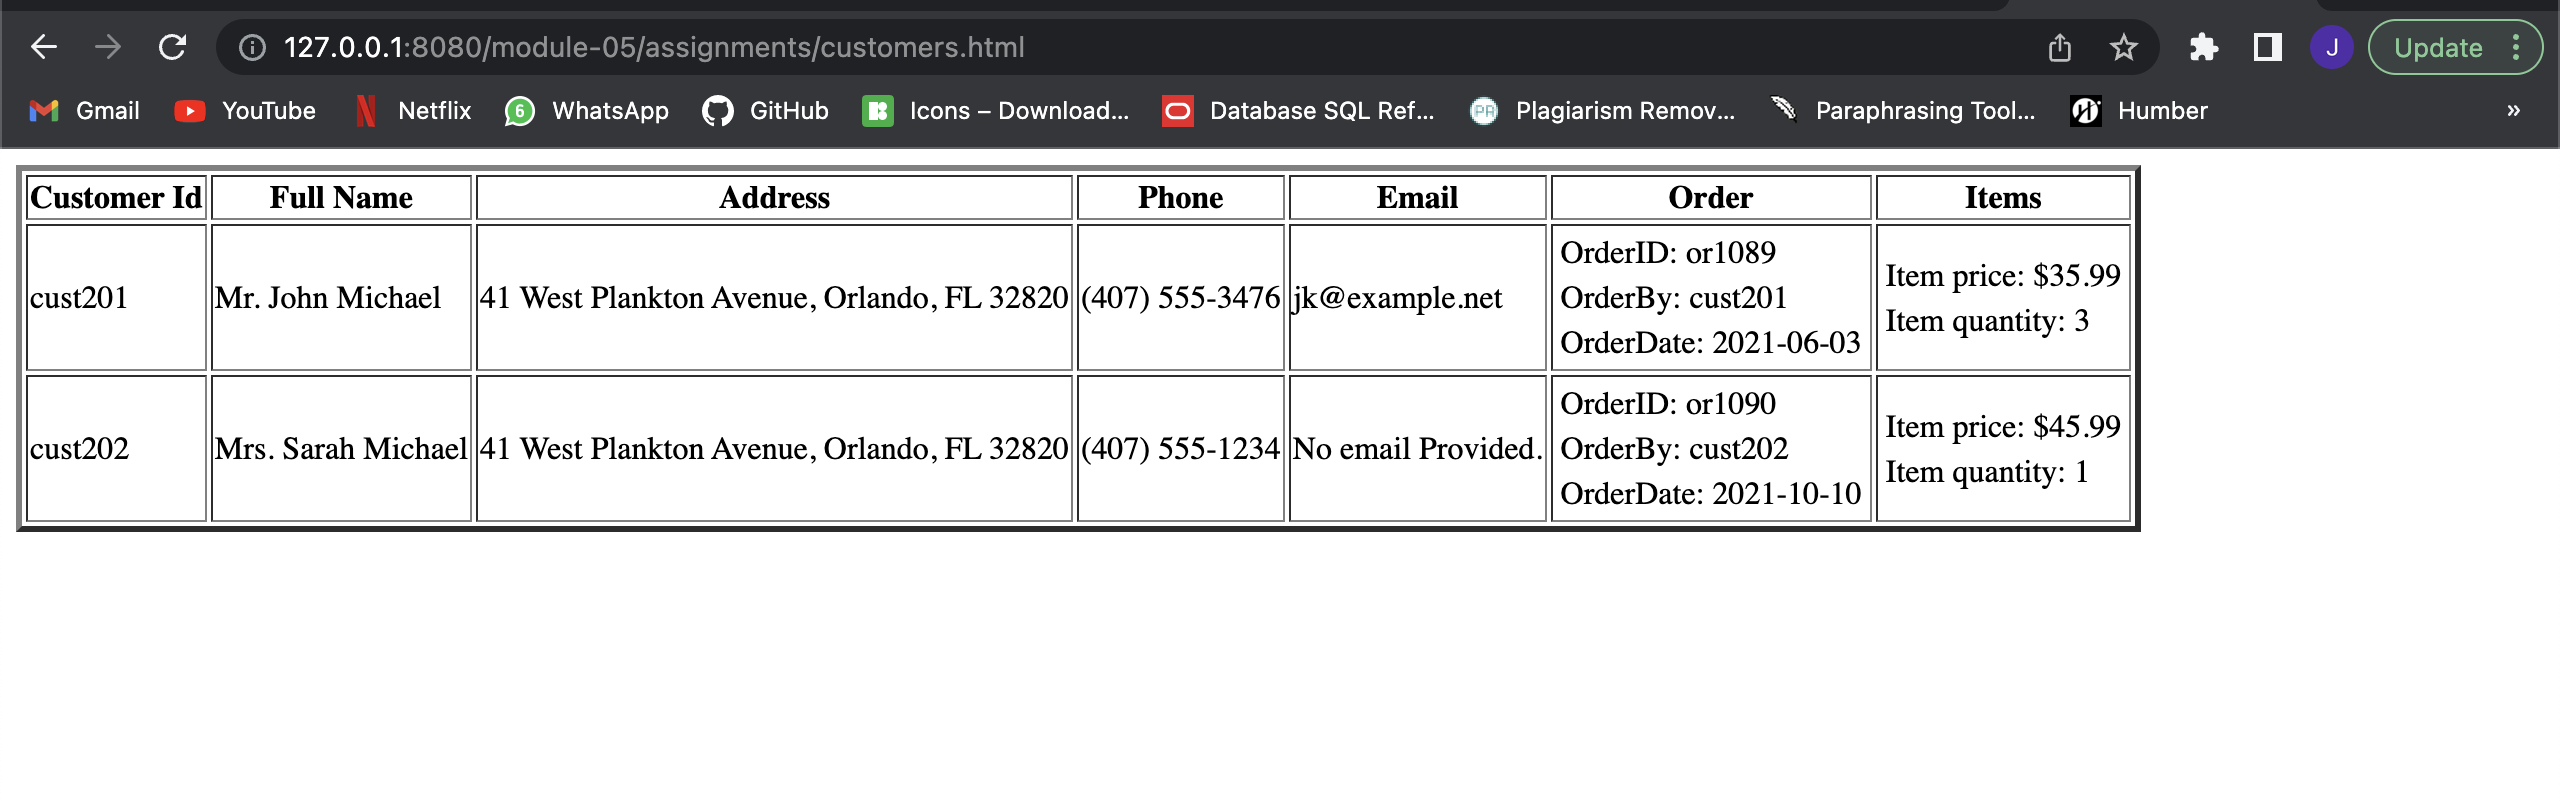 127.0.0.1:8080/module-05/assignments/customers.html
J
Update
Gmail
YouTube
6
WhatsApp
Netflix
GitHub
Icons – Download...
Database SQL Ref...
PR
Plagiarism Remov...
Paraphrasing Tool...
Humber
»
Customer Id Full Name Address Phone Email Order Items
cust201
Mr. John Michael
41 West Plankton Avenue, Orlando, FL 32820
(407) 555-3476
jk@example.net
OrderID: or1089
OrderBy: cust201
OrderDate: 2021-06-03
Item price: $35.99
Item quantity: 3
cust202
Mrs. Sarah Michael
41 West Plankton Avenue, Orlando, FL 32820
(407) 555-1234
No email Provided.
OrderID: or1090
OrderBy: cust202
OrderDate: 2021-10-10
Item price: $45.99
Item quantity: 1